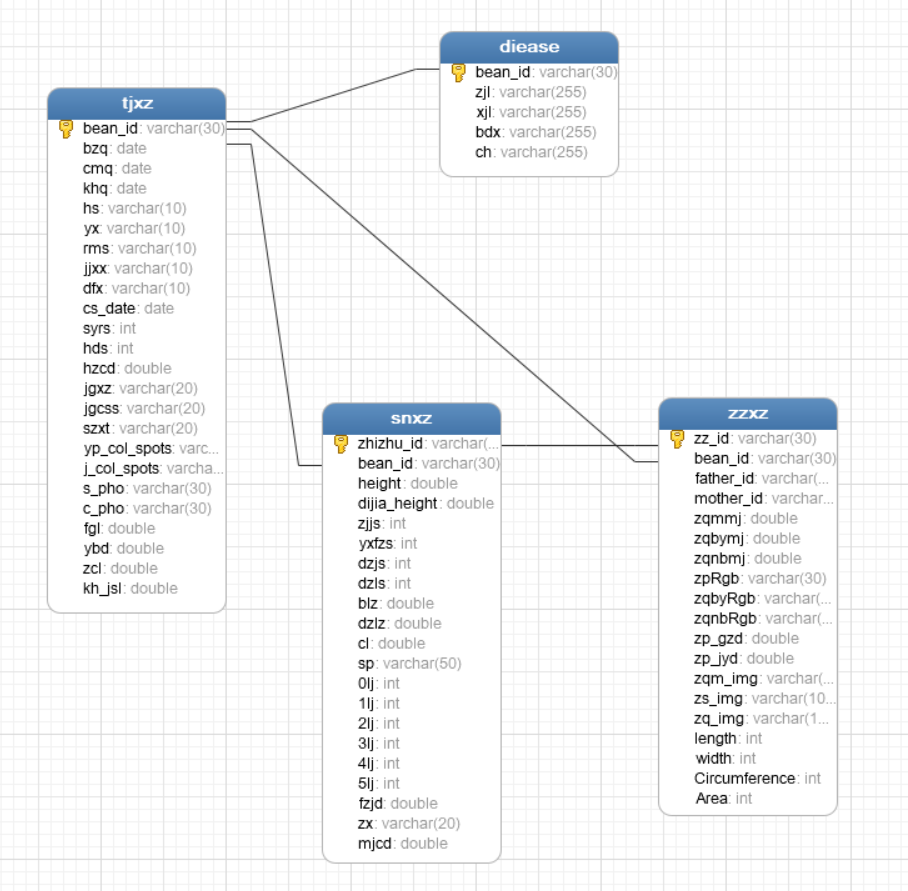 diease
bean_id: varchar(30)
zjl: varchar(255)
xjl: varchar(255)
bdx: varchar(255)
ch: varchar(255)
tjxz
bean_id: varchar(30)
bzq: date
cmq: date
khq: date
hs: varchar(10)
yx: varchar(10)
rms: varchar(10)
jjxx: varchar(10)
dfx: varchar(10)
cs_date: date
syrs: int
hds: int
hzcd: double
jgxz: varchar(20)
jgcss: varchar(20)
szxt: varchar(20)
yp_col_spots: varc...
j_col_spots: varcha...
s_pho: varchar(30)
c_pho: varchar(30)
fgl: double
ybd: double
zcl: double
kh_jsl: double
snxz
zhizhu_id: varchar(...
bean_id: varchar(30)
height: double
dijia_height: double
zjjs: int
yxfzs: int
dzjs: int
dzls: int
blz: double
dzlz: double
cl: double
sp: varchar(50)
0lj: int
1lj: int
2lj: int
3lj: int
4lj: int
5lj: int
fzjd: double
zx: varchar(20)
mjcd: double
zzxz
zz_id: varchar(30)
bean_id: varchar(30)
father_id: varchar(...
mother_id: varchar...
zqmmj: double
zqbymj: double
zqnbmj: double
zpRgb: varchar(30)
zqbyRgb: varchar(...
zqnbRgb: varchar(...
zp_gzd: double
zp_jyd: double
zqm_img: varchar(...
zs_img: varchar(10...
zq_img: varchar(1...
length: int
width: int
Circumference: int
Area: int